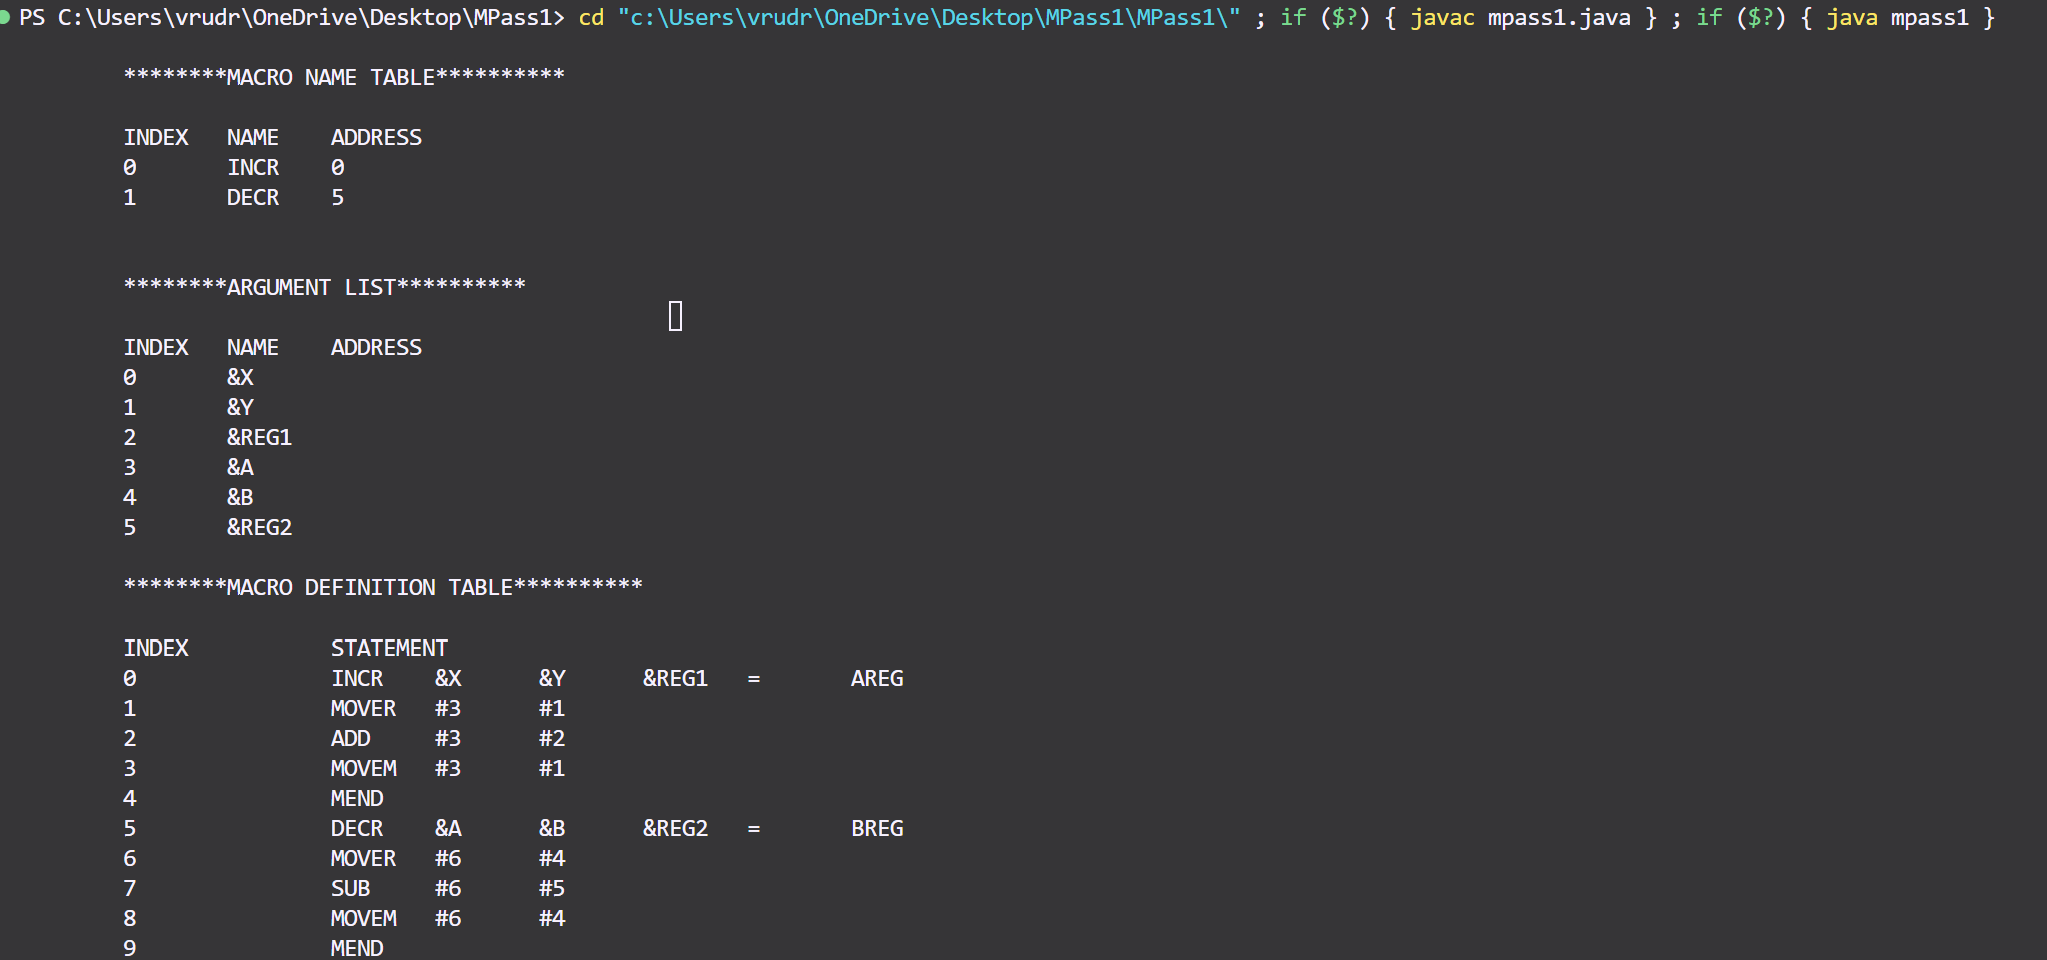 PS C:\Users\vrudr\OneDrive\Desktop\MPass1> cd "c:\Users\vrudr\OneDrive\Desktop\MPass1\MPass1\" ; if ($?) { javac mpass1.java } ; if ($?) { java mpass1 }
********MACRO NAME TABLE**********
INDEX NAME ADDRESS
0 INCR 0
1 DECR 5
********ARGUMENT LIST**********
INDEX NAME ADDRESS
0 &X
1 &Y
2 &REG1
3 &A
4 &B
5 &REG2
********MACRO DEFINITION TABLE**********
INDEX STATEMENT
0 INCR &X &Y &REG1 = AREG
1 MOVER #3 #1
2 ADD #3 #2
3 MOVEM #3 #1
4 MEND
5 DECR &A &B &REG2 = BREG
6 MOVER #6 #4
7 SUB #6 #5
8 MOVEM #6 #4
9 MEND